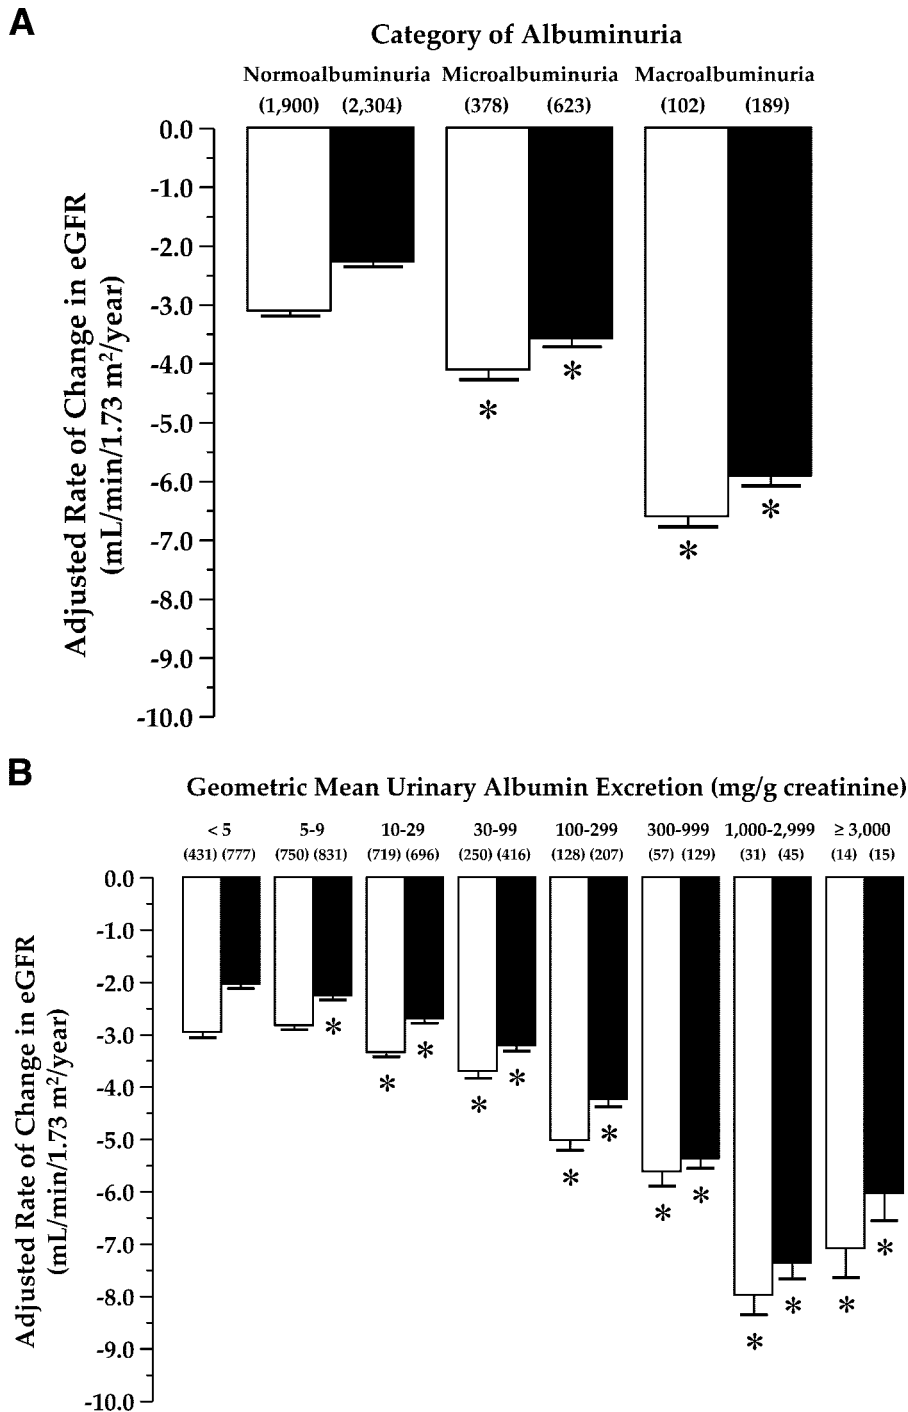 A
Category of Albuminuria
Normoalbuminuria Microalbuminuria Macroalbuminuria
(1,900) (2,304) (378) (623) (102) (189)
Adjusted Rate of Change in eGFR
(mL/min/1.73 m²/year)
0.0
-1.0
-2.0
-3.0
-4.0
-5.0
-6.0
-7.0
-8.0
-9.0
-10.0
* * * *
B
Geometric Mean Urinary Albumin Excretion (mg/g creatinine)
< 5 5-9 10-29 30-99 100-299 300-999 1,000-2,999 ≥ 3,000
(431) (777) (750) (831) (719) (696) (250) (416) (128) (207) (57) (129) (31) (45) (14) (15)
Adjusted Rate of Change in eGFR
(mL/min/1.73 m²/year)
0.0
-1.0
-2.0
-3.0
-4.0
-5.0
-6.0
-7.0
-8.0
-9.0
-10.0
* * * * * * * * * * * * *